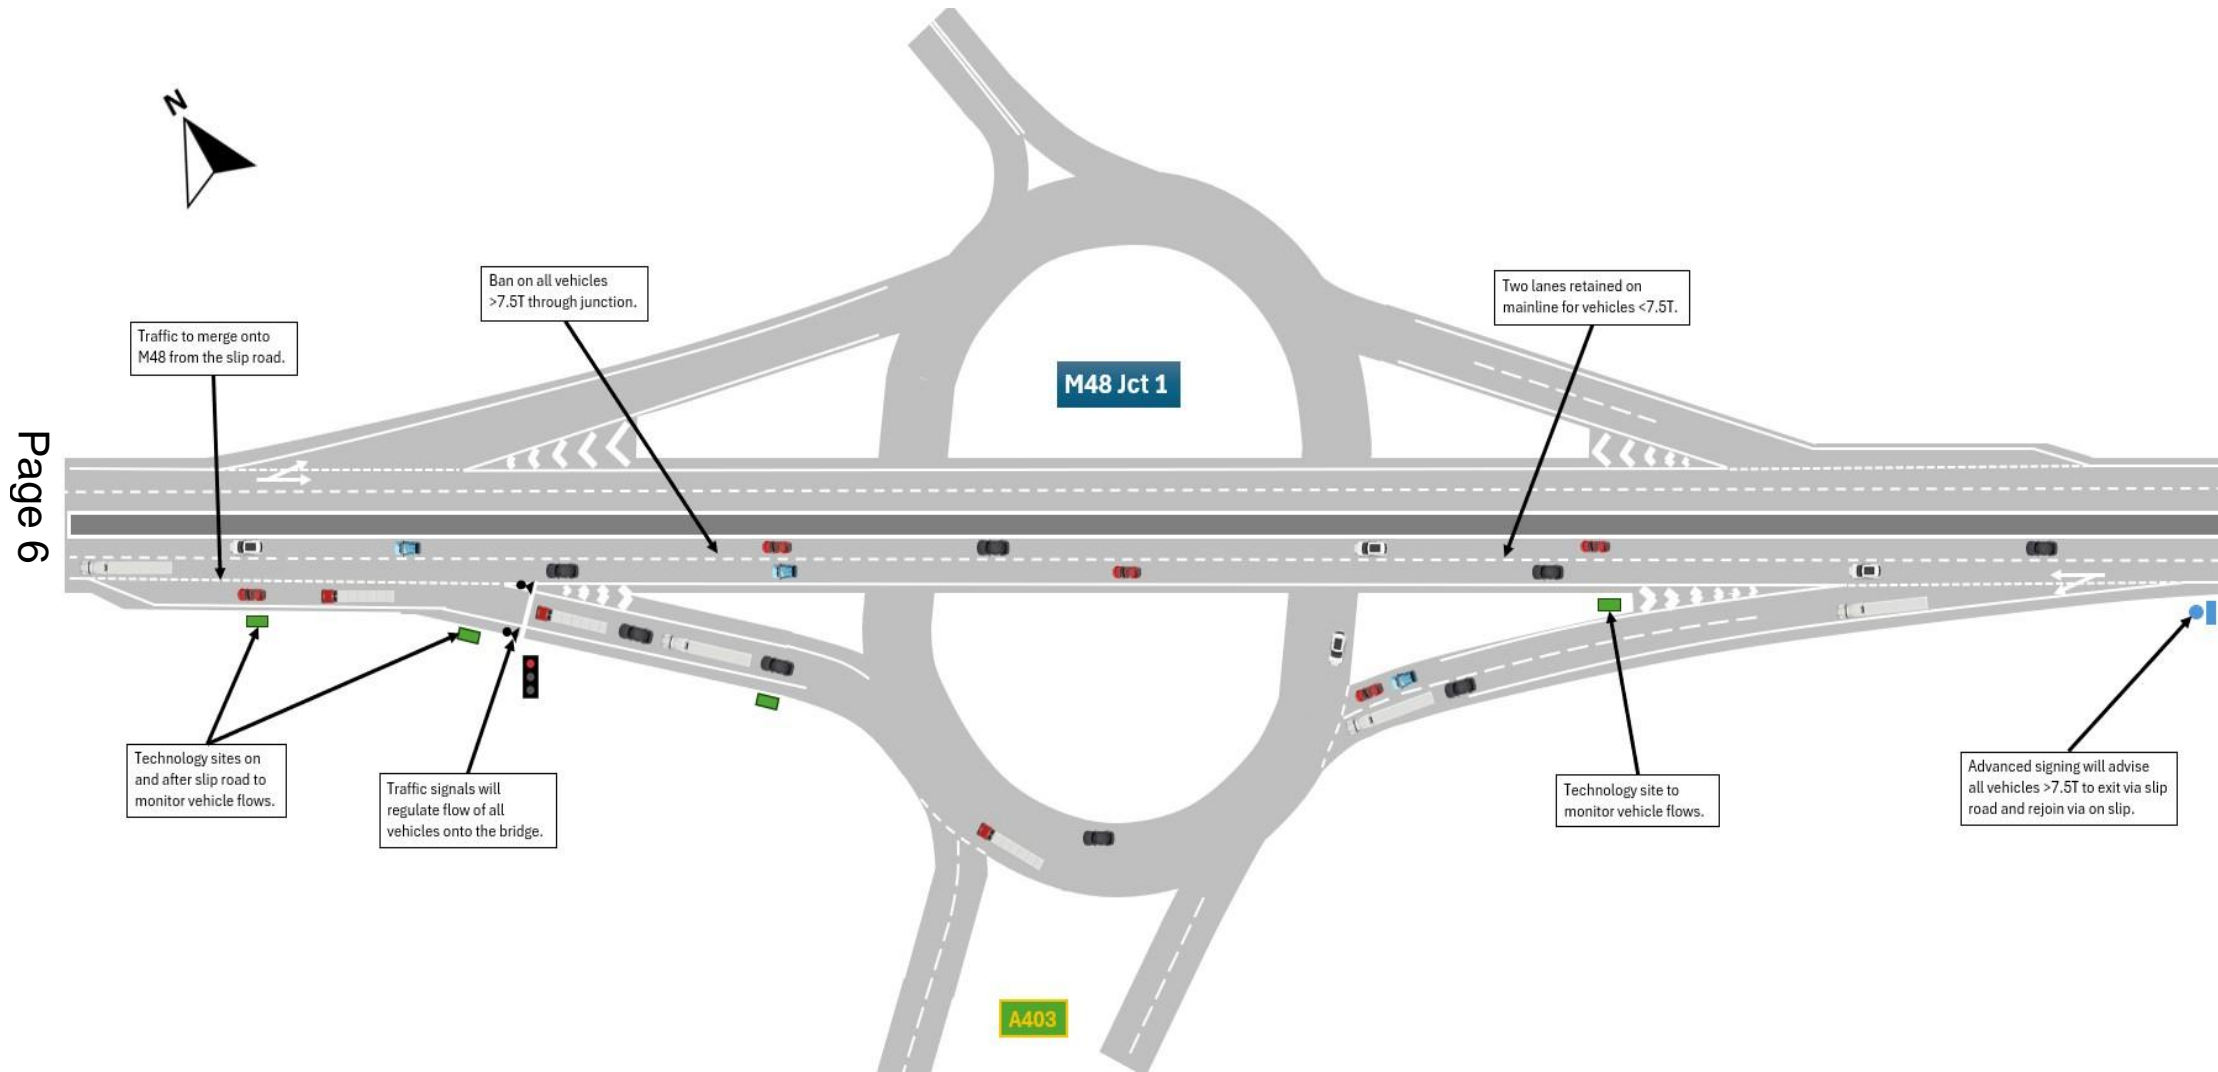 N
Ban on all vehicles
>7.5T through junction.
Two lanes retained on
mainline for vehicles <7.5T.
Traffic to merge onto
M48 from the slip road.
M48 Jct 1
Page 6
Technology sites on
and after slip road to
monitor vehicle flows.
Traffic signals will
regulate flow of all
vehicles onto the bridge.
Technology site to
monitor vehicle flows.
Advanced signing will advise
all vehicles >7.5T to exit via slip
road and rejoin via on slip.
A403